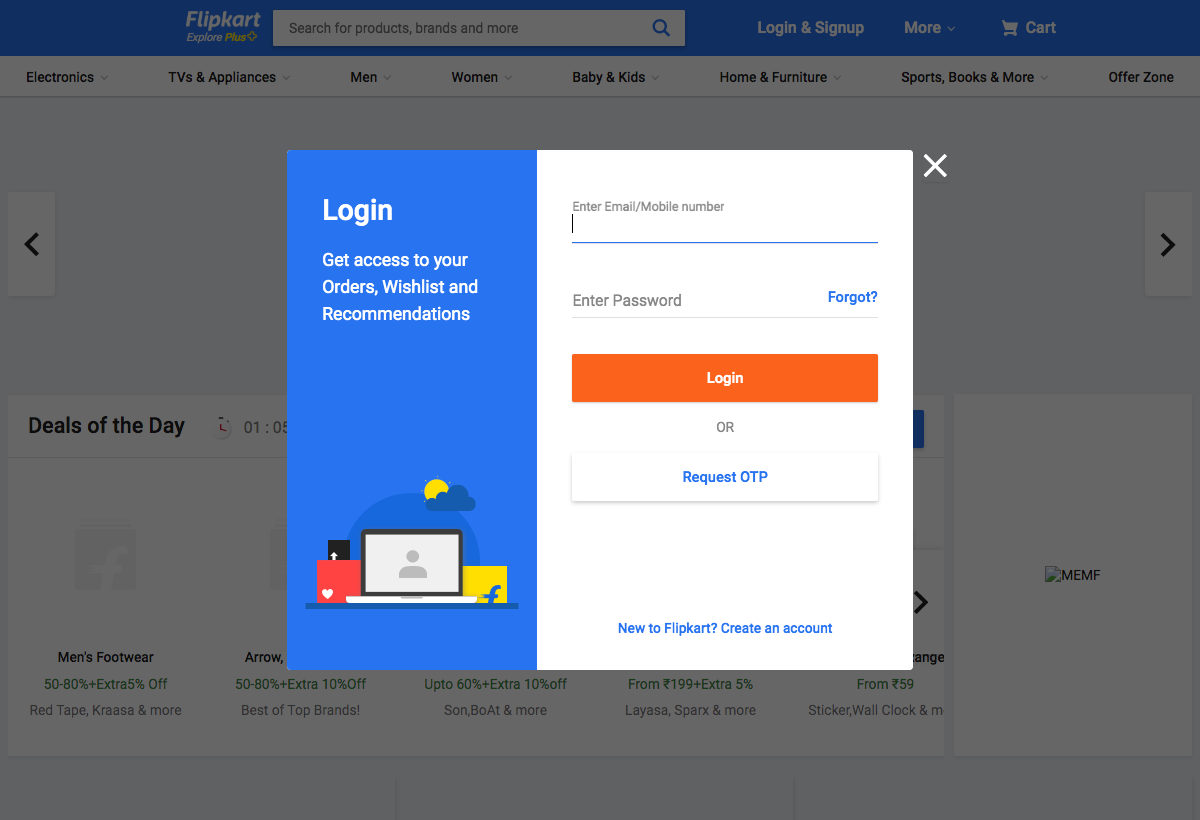 Flipkart
Explore Plus
Search for products, brands and more
Login & Signup
More
Cart
Electronics
TVs & Appliances
Men
Women
Baby & Kids
Home & Furniture
Sports, Books & More
Offer Zone
Login
Get access to your
Orders, Wishlist and
Recommendations
Enter Email/Mobile number
Enter Password
Forgot?
Login
OR
Request OTP
New to Flipkart? Create an account
Deals of the Day
01 : 05
MEMF
Men's Footwear
Arrow,
50-80%+Extra5% Off
50-80%+Extra 10%Off
Upto 60%+Extra 10%off
From ₹199+Extra 5%
From ₹59
Red Tape, Kraasa & more
Best of Top Brands!
Son,BoAt & more
Layasa, Sparx & more
Sticker,Wall Clock & m